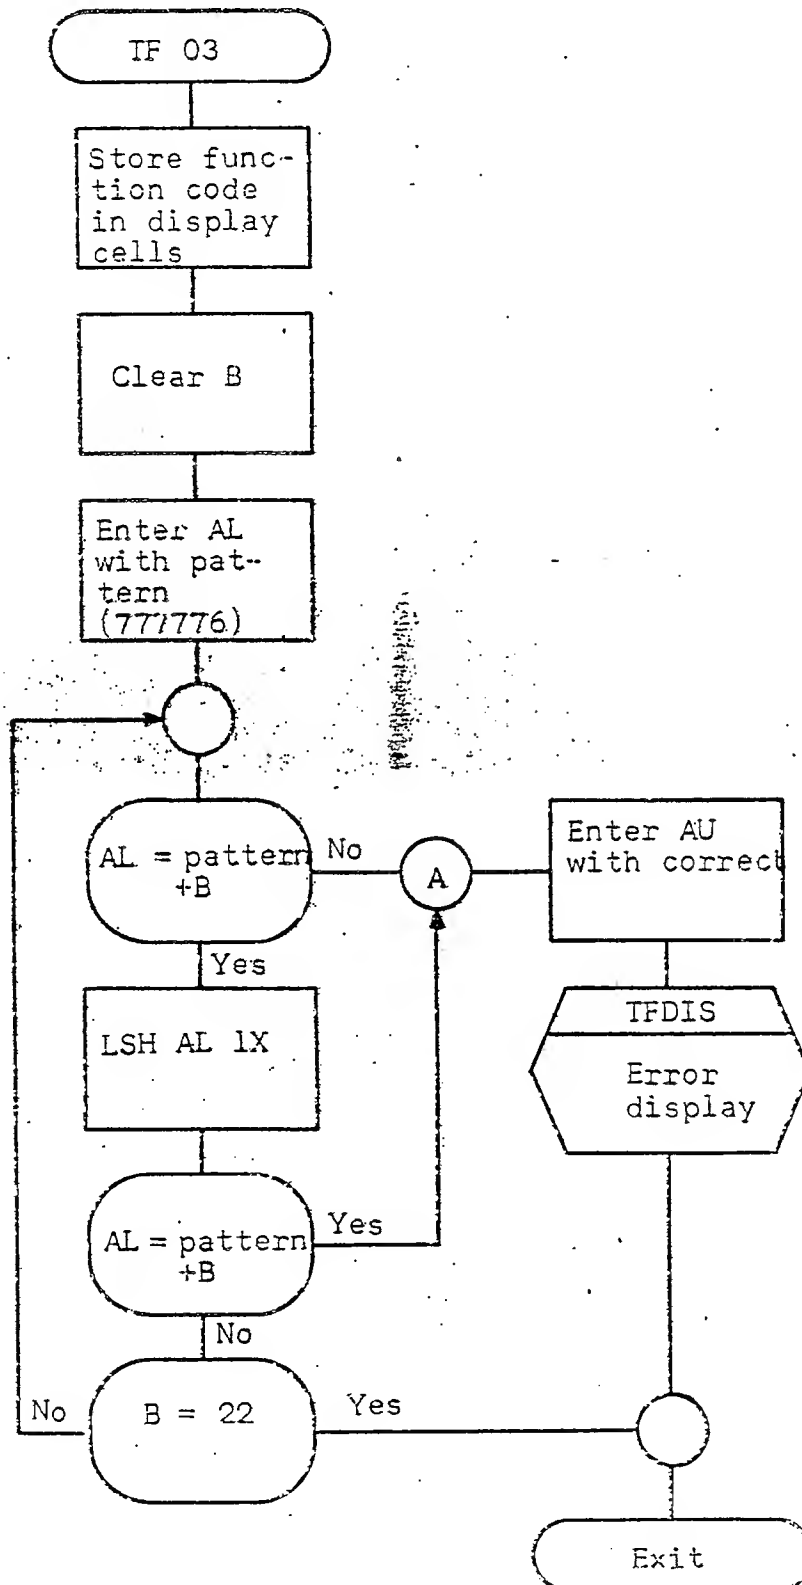 TF 03
Store func-
tion code
in display
cells
Clear B
Enter AL
with pat-
tern
(777776)
AL = pattern
+B
No
A
Enter AU
with correct
Yes
LSH AL 1X
TFDIS
Error
display
AL = pattern
+B
Yes
No
B = 22
No
Yes
Exit